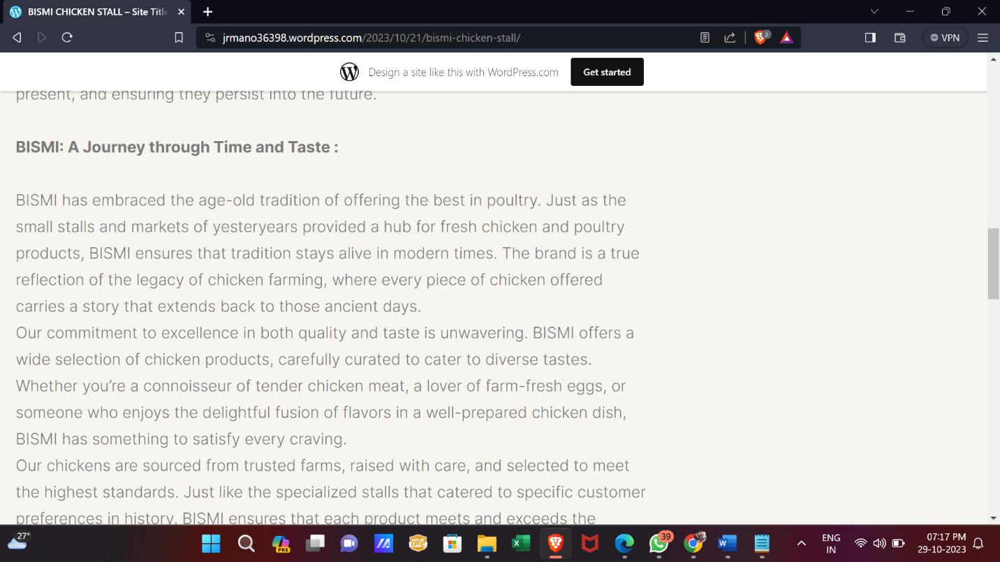 BISMI CHICKEN STALL – Site Title
jrmano36398.wordpress.com/2023/10/21/bismi-chicken-stall/
2
VPN
Design a site like this with WordPress.com
Get started
present, and ensuring they persist into the future.
BISMI: A Journey through Time and Taste :
BISMI has embraced the age-old tradition of offering the best in poultry. Just as the
small stalls and markets of yesteryears provided a hub for fresh chicken and poultry
products, BISMI ensures that tradition stays alive in modern times. The brand is a true
reflection of the legacy of chicken farming, where every piece of chicken offered
carries a story that extends back to those ancient days.
Our commitment to excellence in both quality and taste is unwavering. BISMI offers a
wide selection of chicken products, carefully curated to cater to diverse tastes.
Whether you’re a connoisseur of tender chicken meat, a lover of farm-fresh eggs, or
someone who enjoys the delightful fusion of flavors in a well-prepared chicken dish,
BISMI has something to satisfy every craving.
Our chickens are sourced from trusted farms, raised with care, and selected to meet
the highest standards. Just like the specialized stalls that catered to specific customer
preferences in history, BISMI ensures that each product meets and exceeds the
27°
PRE
39
ENG
IN
07:17 PM
29-10-2023